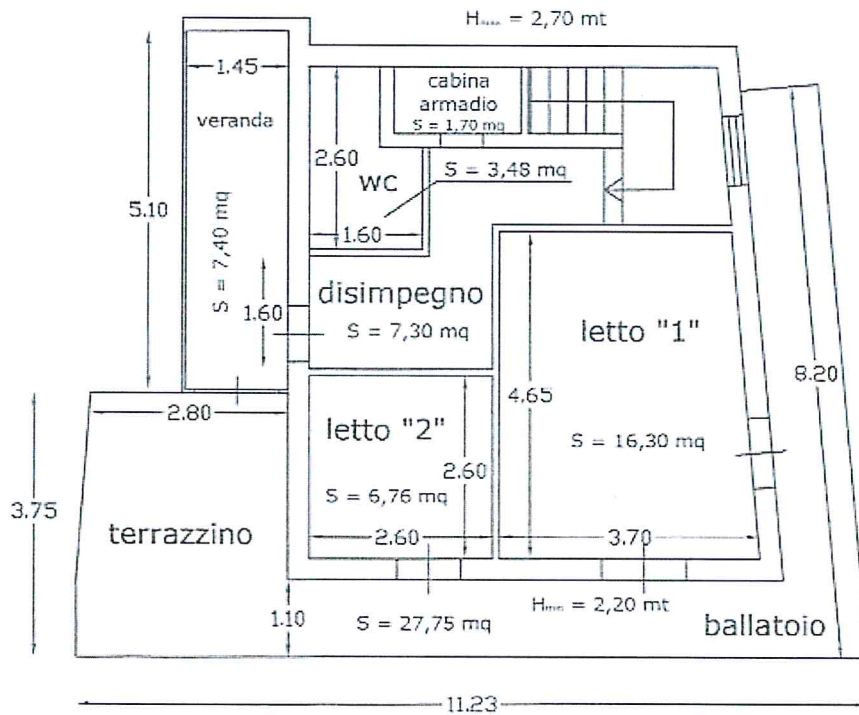 H max = 2,70 mt
1.45
cabina
armadio
S = 1,70 mq
veranda
2.60
wc
S = 3,48 mq
5.10
S = 7,40 mq
1.60
1.60
disimpegno
S = 7,30 mq
letto "1"
8.20
2.80
4.65
letto "2"
S = 16,30 mq
2.60
S = 6,76 mq
3.75
terrazzino
2.60
3.70
1.10
S = 27,75 mq
Hmin = 2,20 mt
ballatoio
11.23